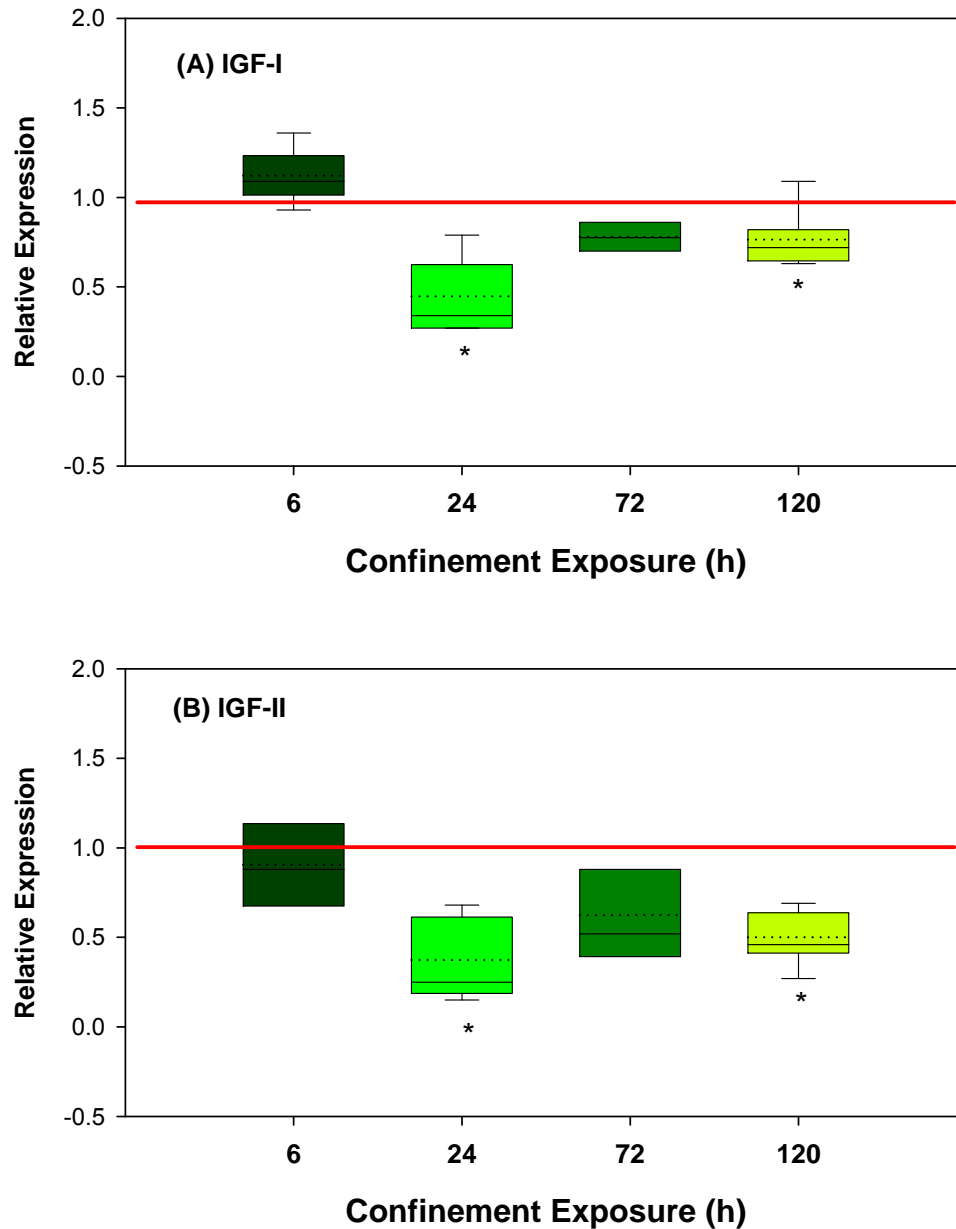 2.0
(A) IGF-I
1.5
1.0
0.5
0.0
-0.5
Relative Expression
*
*
6 24 72 120
Confinement Exposure (h)
2.0
(B) IGF-II
1.5
1.0
0.5
0.0
-0.5
Relative Expression
*
*
6 24 72 120
Confinement Exposure (h)